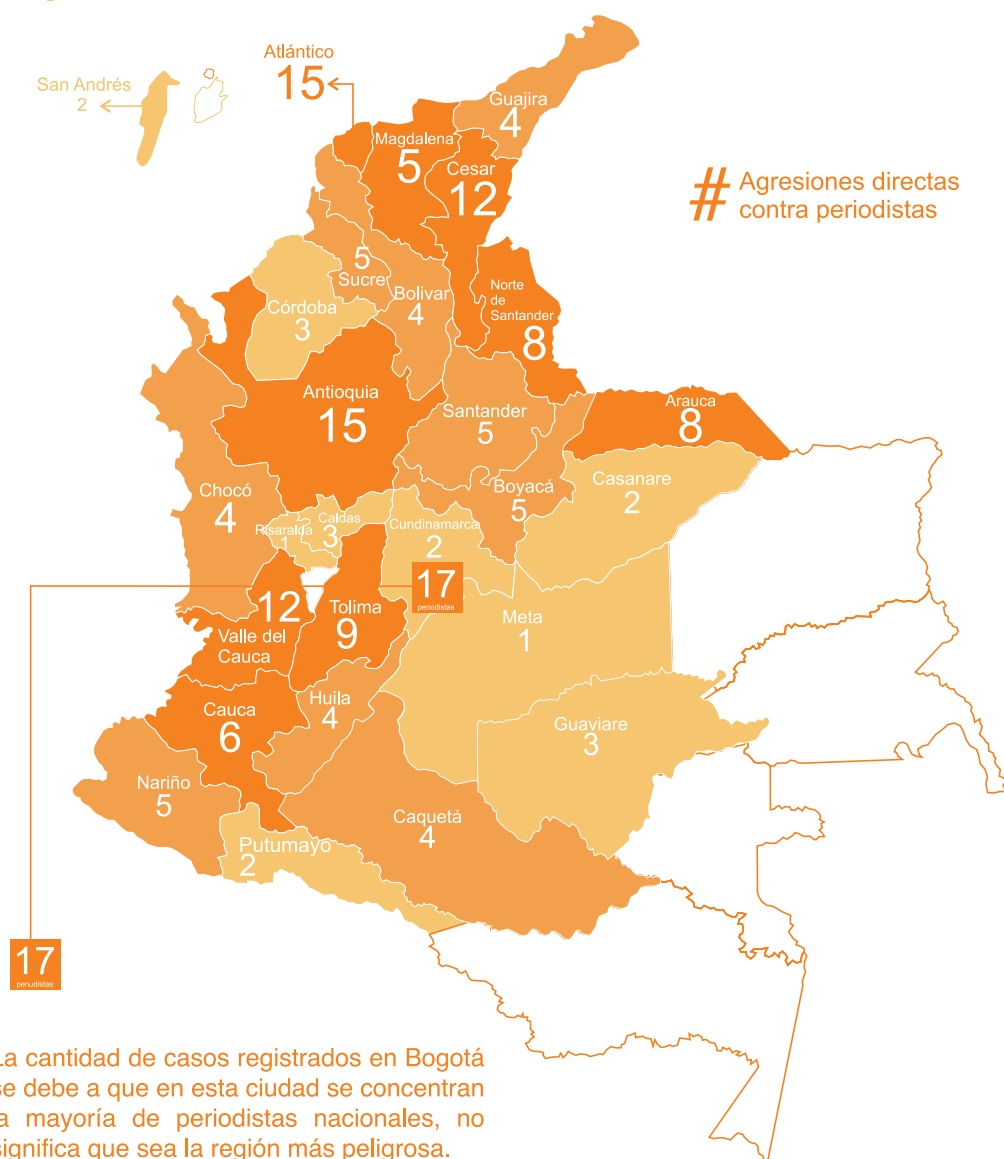 Atlántico
15
San Andrés
2
Guajira
4
Magdalena
5
Cesar
12
# Agresiones directas
contra periodistas
5
Sucre
Bolivar
4
Norte
de
Santander
8
Córdoba
3
Antioquia
15
Santander
5
Arauca
8
Chocó
4
Boyacá
5
Casanare
2
Risaralda
1
Caldas
3
Cundinamarca
2
17
periodistas
12
Valle del
Cauca
Tolima
9
Meta
1
Huila
4
Cauca
6
Guaviare
3
Nariño
5
Caquetá
4
Putumayo
2
17
periudistas
La cantidad de casos registrados en Bogotá
se debe a que en esta ciudad se concentran
la mayoría de periodistas nacionales, no
significa que sea la región más peligrosa.